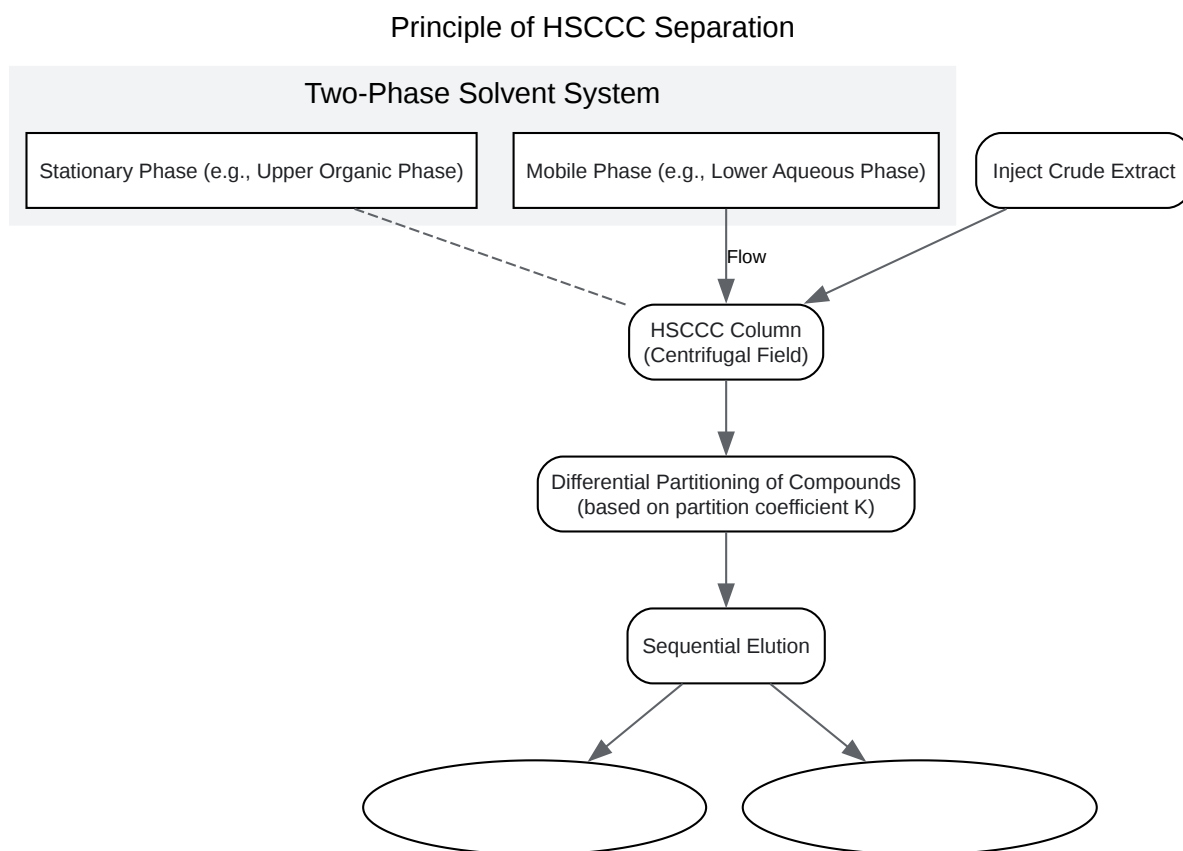 Principle of HSCCC Separation
Two-Phase Solvent System
Stationary Phase (e.g., Upper Organic Phase)
Mobile Phase (e.g., Lower Aqueous Phase)
Inject Crude Extract
Flow
HSCCC Column
(Centrifugal Field)
Differential Partitioning of Compounds
(based on partition coefficient K)
Sequential Elution